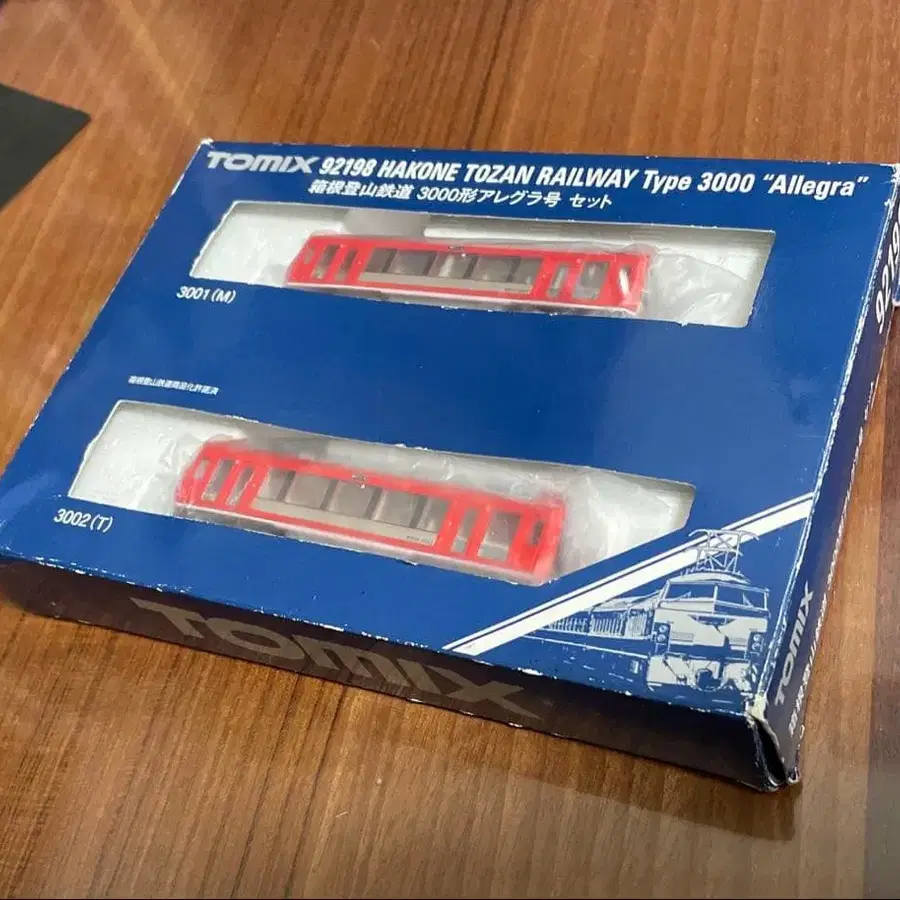 TOMIX 92198 HAKONE TOZAN RAILWAY Type 3000 "Allegra"
箱根登山鉄道 3000形アレグラ号 セット
3001 (M)
箱根登山鉄道商品化許諾済
3002 (T)
TOMIX
TOMIX
92198